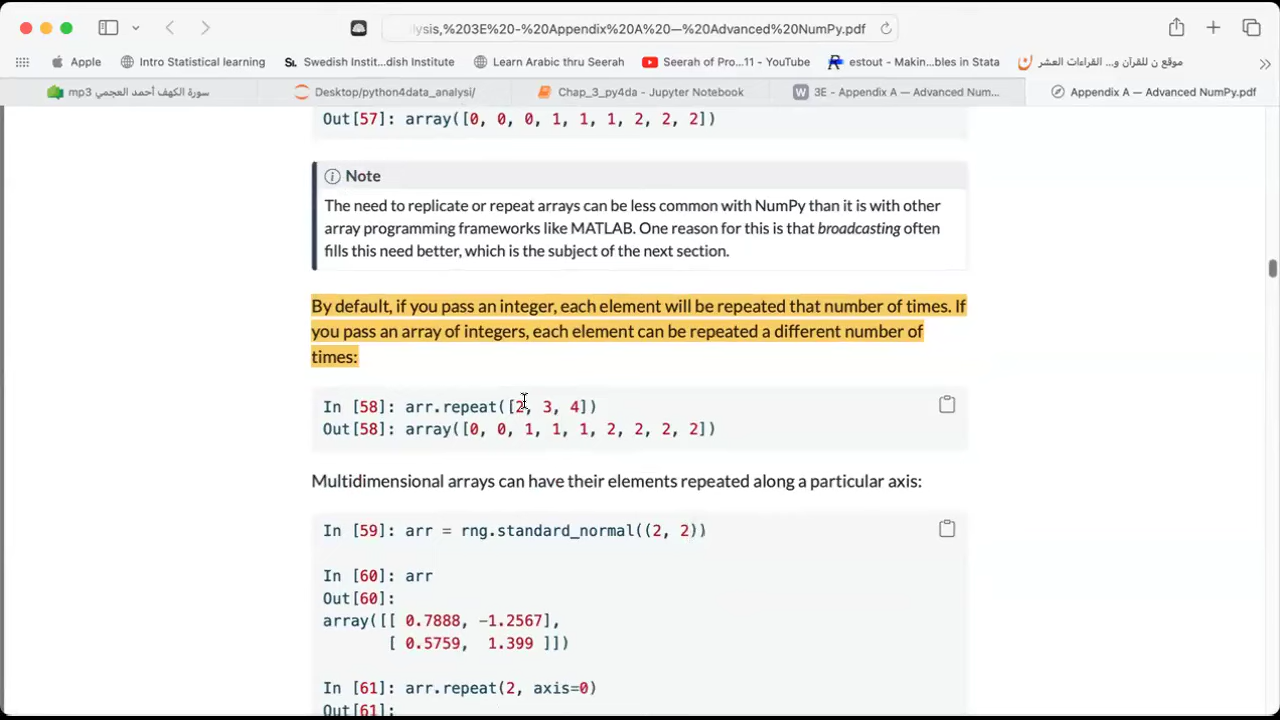 lysis,%203E%20-%20Appendix%20A%20—%20Advanced%20NumPy.pdf
Apple
Intro Statistical learning
Swedish Instit...dish Institute
Learn Arabic thru Seerah
Seerah of Pro...11 - YouTube
estout - Makin...bles in Stata
موقع ن للقرآن و... القراءات العشر
سورة الكهف أحمد العجمي mp3
Desktop/python4data_analysi/
Chap_3_py4da - Jupyter Notebook
3E - Appendix A — Advanced Num...
Appendix A — Advanced NumPy.pdf
Out[57]: array([0, 0, 0, 1, 1, 1, 2, 2, 2])
Note
The need to replicate or repeat arrays can be less common with NumPy than it is with other
array programming frameworks like MATLAB. One reason for this is that broadcasting often
fills this need better, which is the subject of the next section.
By default, if you pass an integer, each element will be repeated that number of times. If
you pass an array of integers, each element can be repeated a different number of
times:
In [58]: arr.repeat([2, 3, 4])
Out[58]: array([0, 0, 1, 1, 1, 2, 2, 2, 2])
Multidimensional arrays can have their elements repeated along a particular axis:
In [59]: arr = rng.standard_normal((2, 2))
In [60]: arr
Out[60]:
array([[ 0.7888, -1.2567],
[ 0.5759, 1.399 ]])
In [61]: arr.repeat(2, axis=0)
Out[61]: